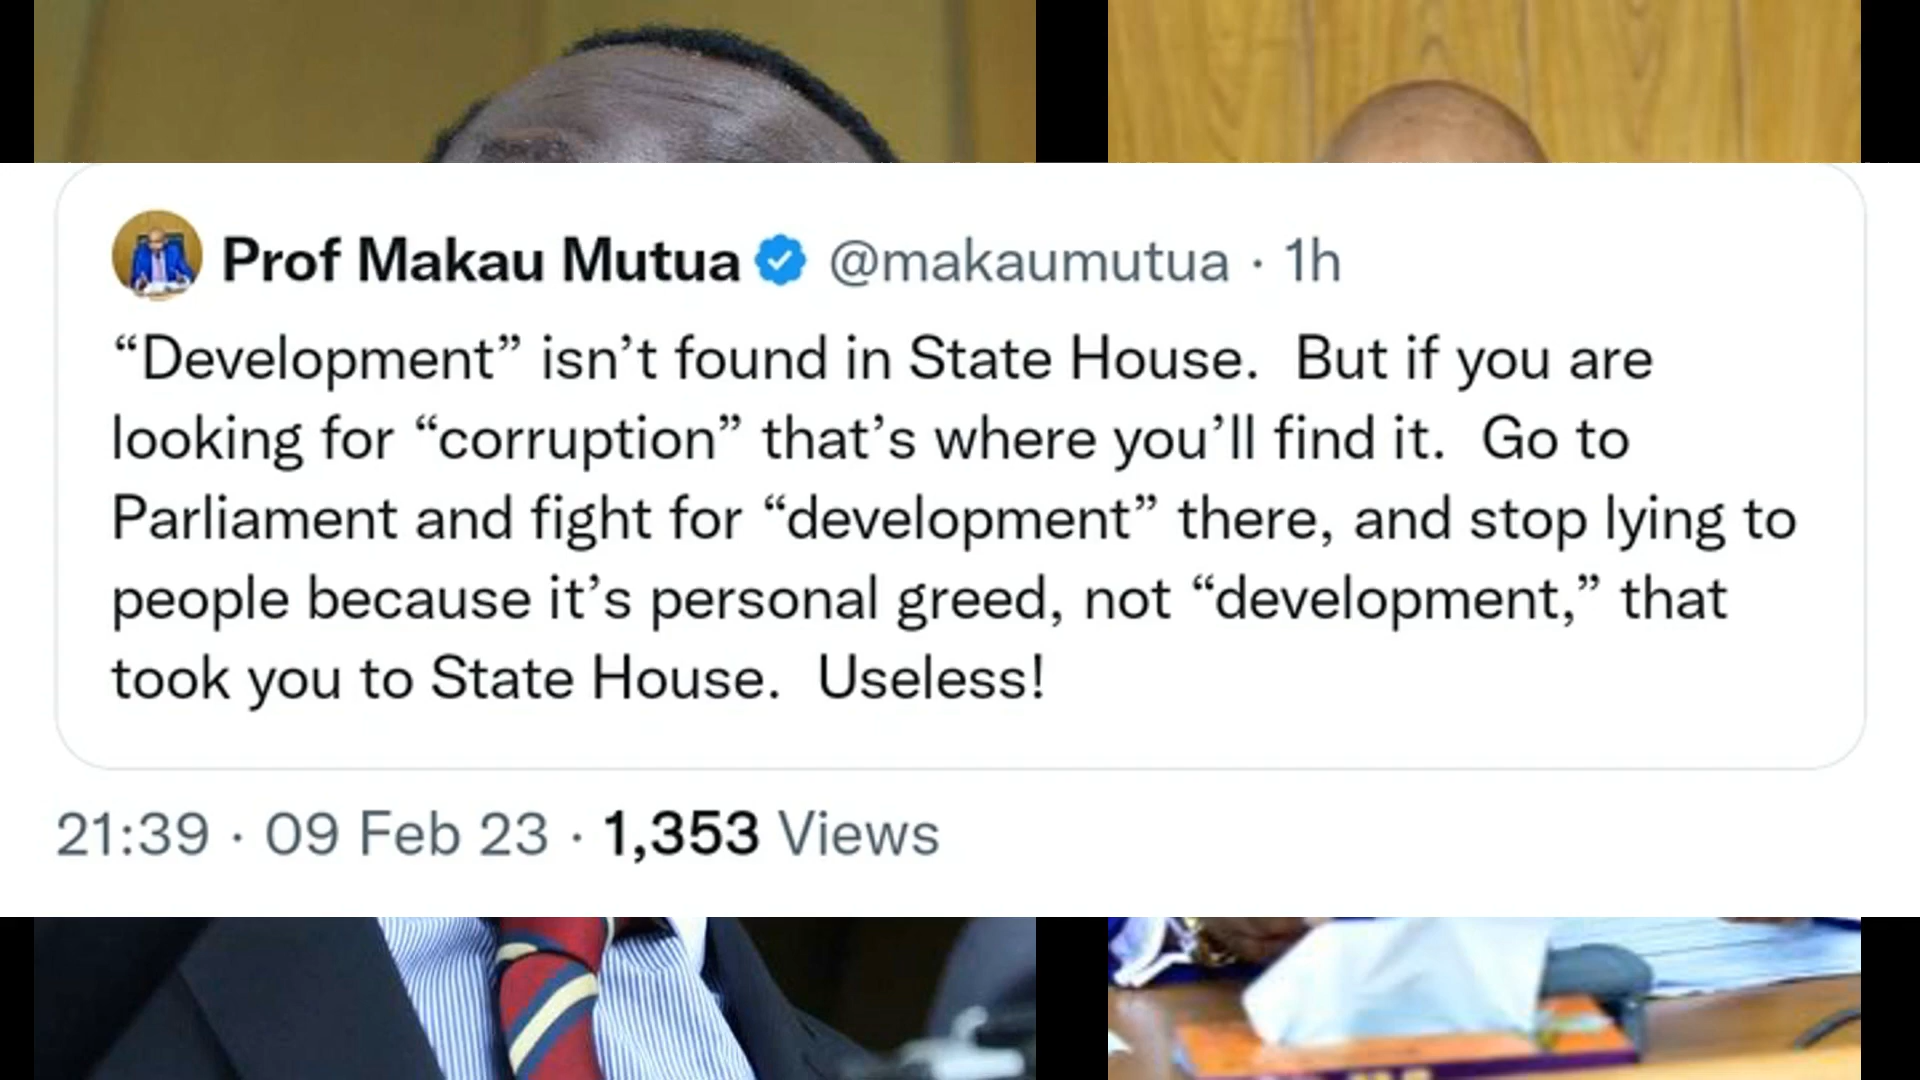 Prof Makau Mutua @makaumutua · 1h
“Development” isn’t found in State House.  But if you are
looking for “corruption” that’s where you’ll find it.  Go to
Parliament and fight for “development” there, and stop lying to
people because it’s personal greed, not “development,” that
took you to State House.  Useless!
21:39 · 09 Feb 23 · 1,353 Views